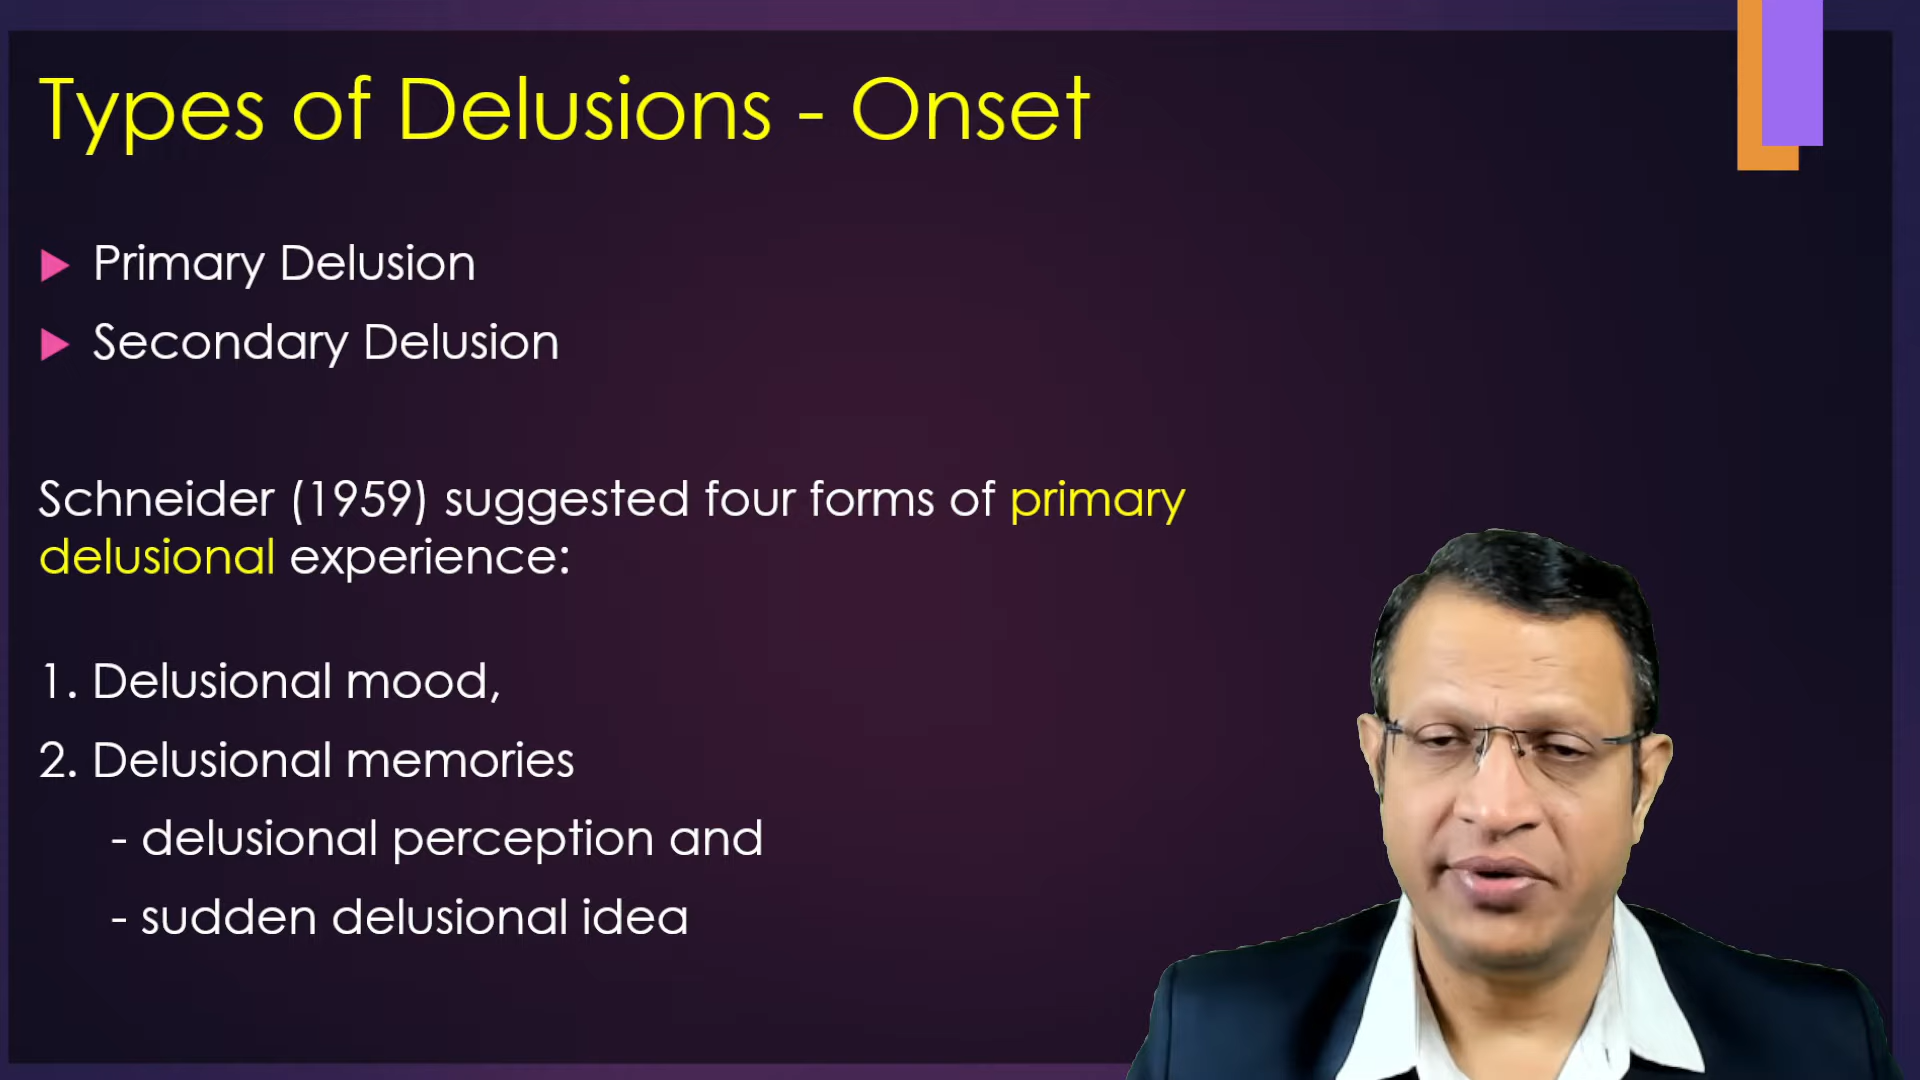 Types of Delusions - Onset
Primary Delusion
Secondary Delusion
Schneider (1959) suggested four forms of primary
delusional experience:
1. Delusional mood,
2. Delusional memories
- delusional perception and
- sudden delusional idea